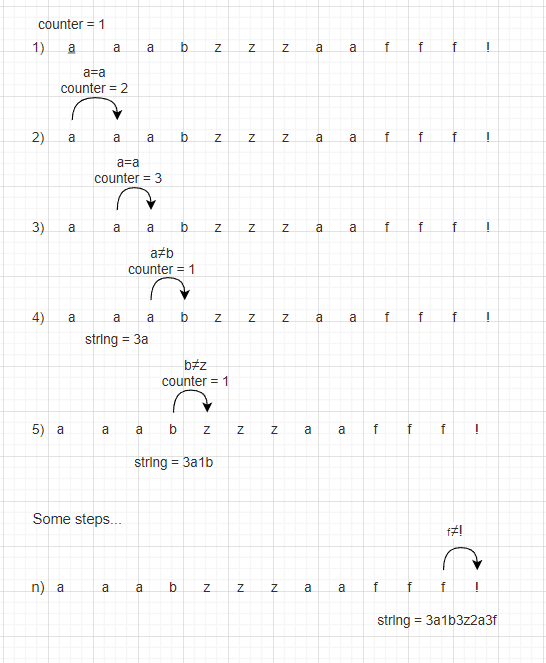 counter = 1
1) a a a b z z z a a f f f !
a=a
counter = 2
2) a a a b z z z a a f f f !
a=a
counter = 3
3) a a a b z z z a a f f f !
a≠b
counter = 1
4) a a a b z z z a a f f f !
string = 3a
b≠z
counter = 1
5) a a a b z z z a a f f f !
string = 3a1b
Some steps...
f≠!
n) a a a b z z z a a f f f !
string = 3a1b3z2a3f